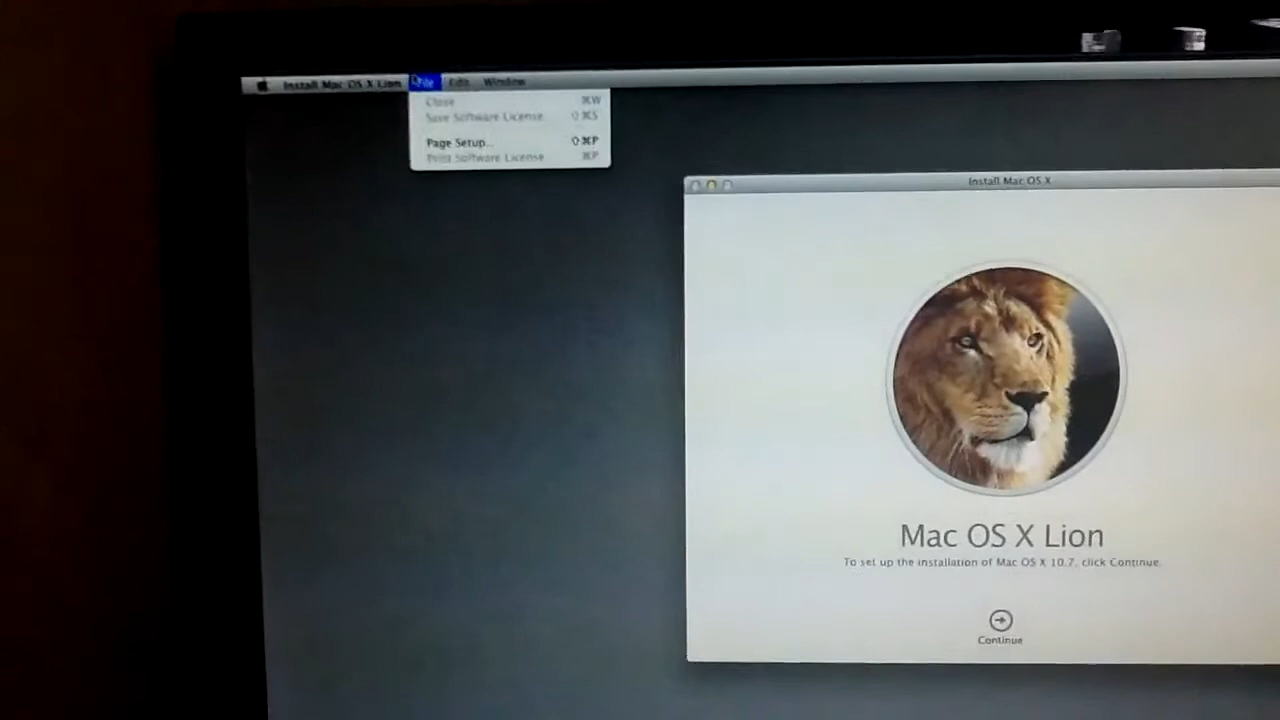 Install Mac OS X Lion File Edit Window
Close ⌘W
Save Software License ⇧⌘S
Page Setup... ⇧⌘P
Print Software License ⌘P
Install Mac OS X
Mac OS X Lion
To set up the installation of Mac OS X 10.7, click Continue.
Continue